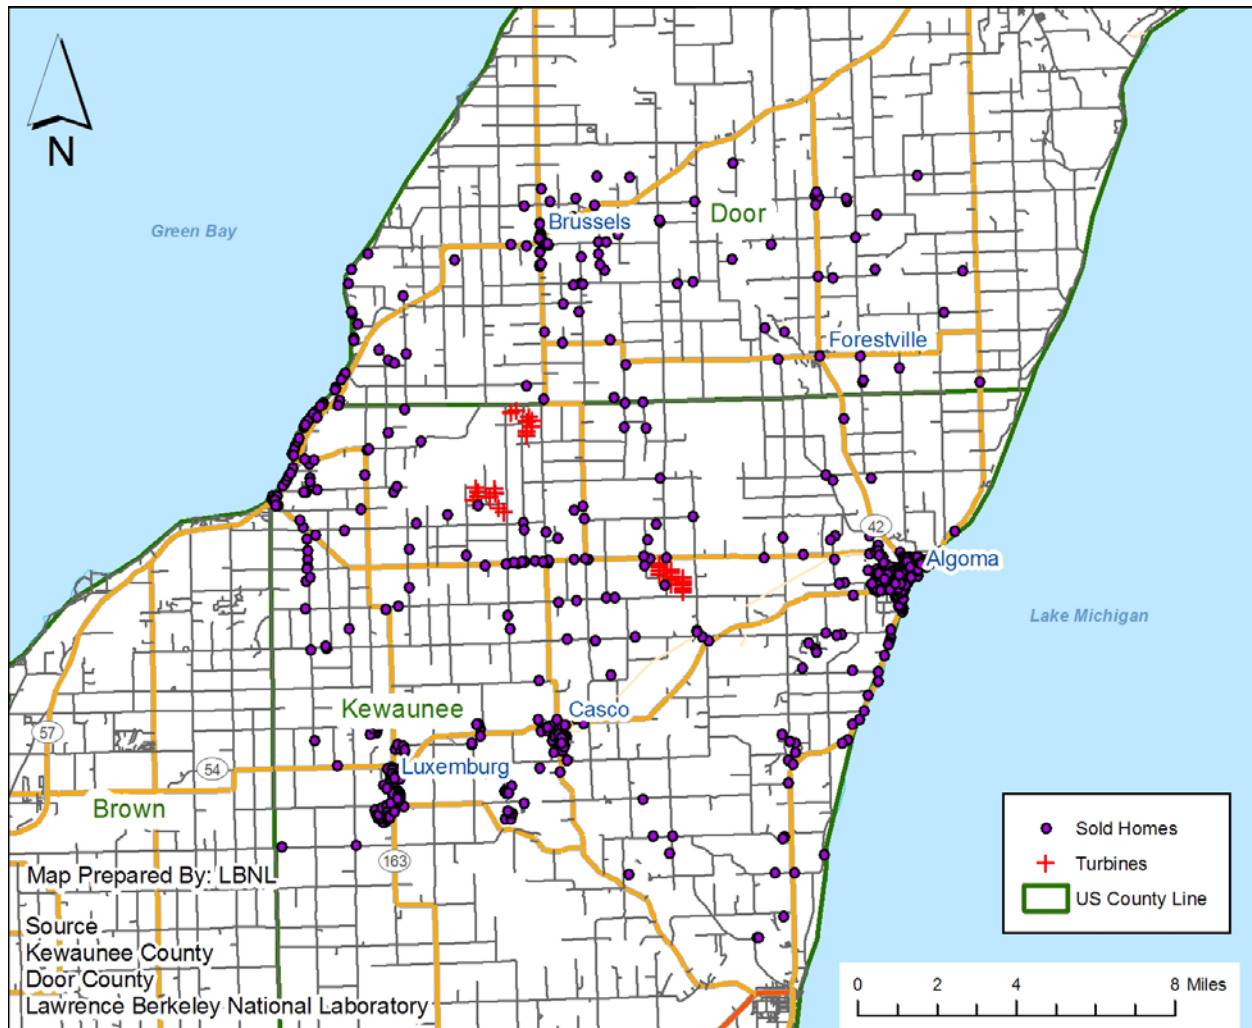 N
Green Bay
Brussels
Door
Forestville
42
Algoma
Lake Michigan
Kewaunee
Casco
57
54
Luxemburg
Brown
163
Map Prepared By: LBNL
Source
Kewaunee County
Door County
Lawrence Berkeley National Laboratory
Sold Homes
Turbines
US County Line
0 2 4 8 Miles